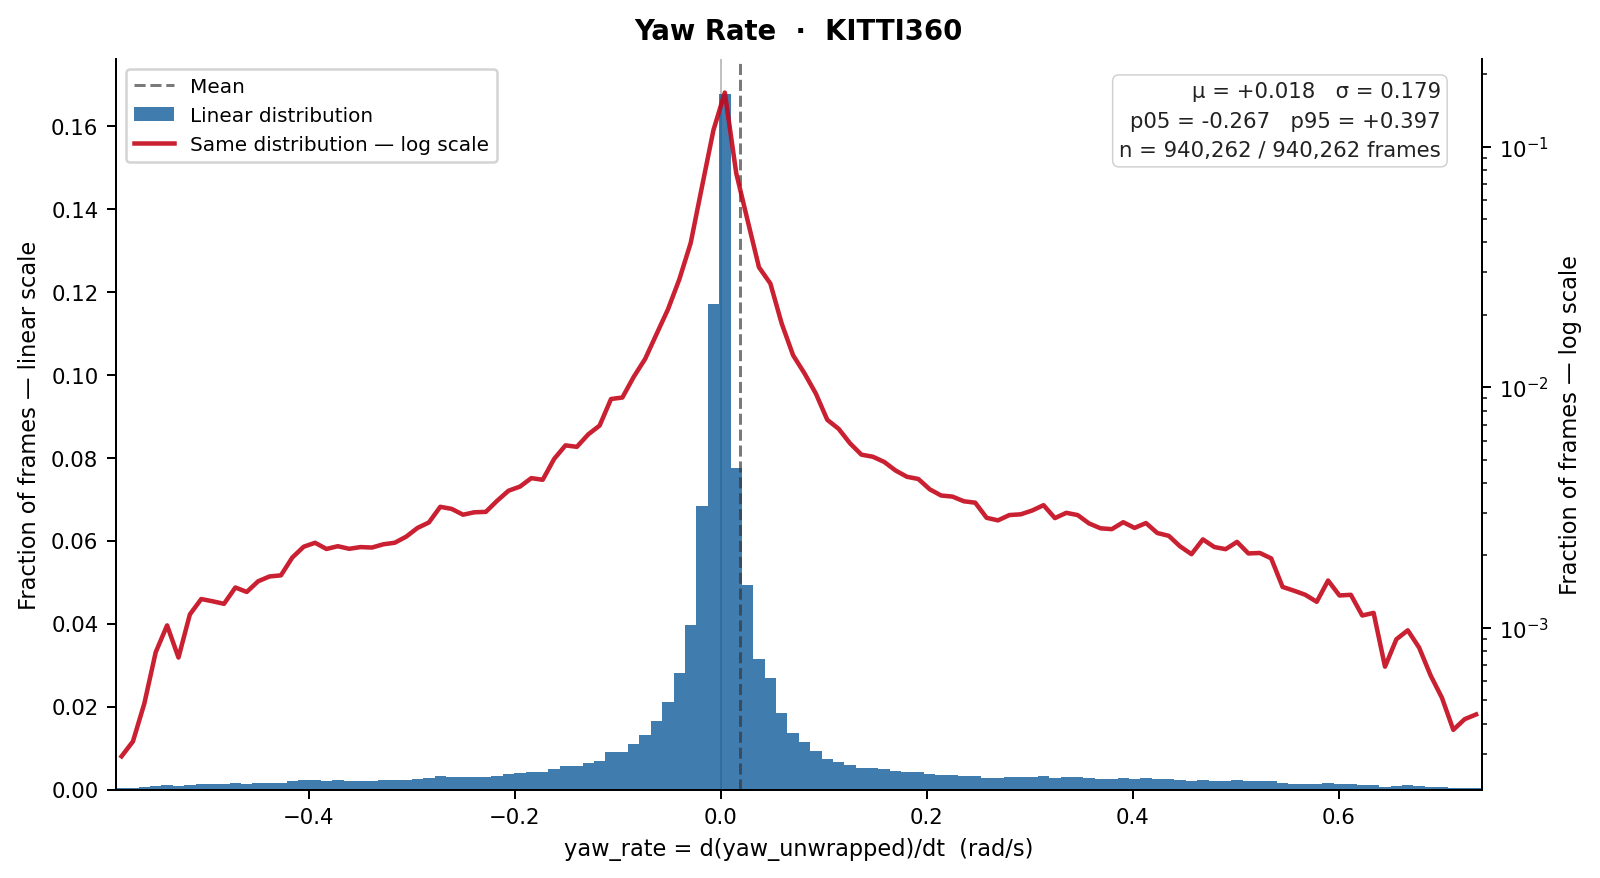 Yaw Rate · KITTI360
Mean
Linear distribution
Same distribution — log scale
μ = +0.018 σ = 0.179
p05 = -0.267 p95 = +0.397
n = 940,262 / 940,262 frames
Fraction of frames — linear scale
0.16
0.14
0.12
0.10
0.08
0.06
0.04
0.02
0.00
10⁻¹
10⁻²
10⁻³
Fraction of frames — log scale
−0.4 −0.2 0.0 0.2 0.4 0.6
yaw_rate = d(yaw_unwrapped)/dt (rad/s)